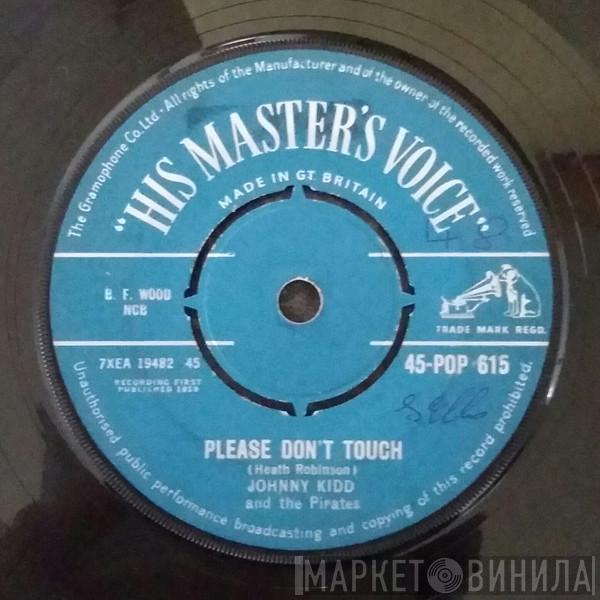 The Gramophone Co. Ltd. - All rights of the Manufacturer and of the owner of the recorded work reserved
"HIS MASTER'S VOICE"
MADE IN GT. BRITAIN
48
B. F. WOOD
NCB
TRADE MARK REGD.
7XEA 19482 45
45-POP 615
RECORDING FIRST
PUBLISHED 1959
PLEASE DON'T TOUCH
(Heath Robinson)
JOHNNY KIDD
and the Pirates
Unauthorised public performance broadcasting and copying of this record prohibited.
МАРКЕТ ВИНИЛА